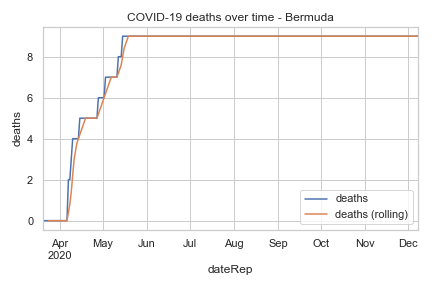 COVID-19 deaths over time - Bermuda
deaths
8
6
4
2
0
deaths
deaths (rolling)
Apr May Jun Jul Aug Sep Oct Nov Dec
2020
dateRep